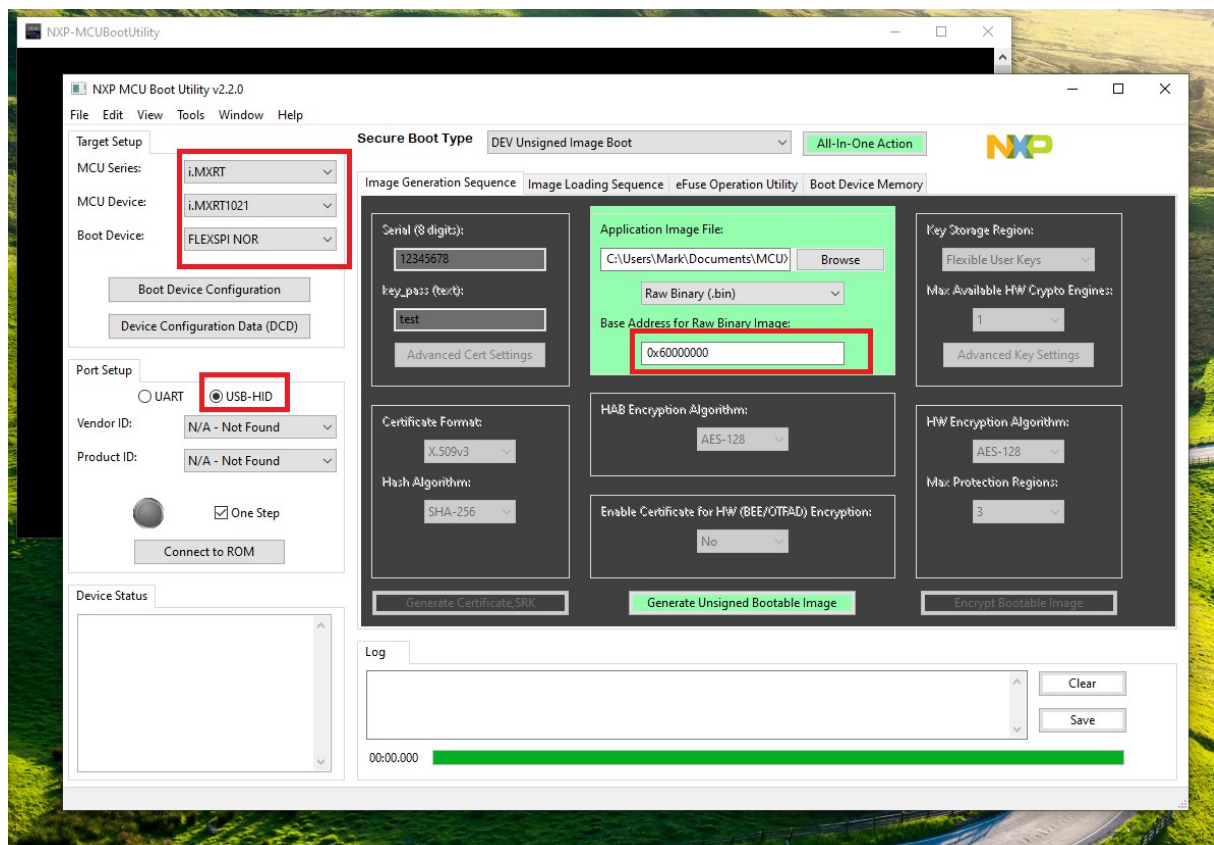 NXP-MCUBootUtility
NXP MCU Boot Utility v2.2.0
File Edit View Tools Window Help
Target Setup
MCU Series:
i.MXRT
MCU Device:
i.MXRT1021
Boot Device:
FLEXSPI NOR
Boot Device Configuration
Device Configuration Data (DCD)
Port Setup
UART
USB-HID
Vendor ID:
N/A - Not Found
Product ID:
N/A - Not Found
One Step
Connect to ROM
Device Status
Secure Boot Type
DEV Unsigned Image Boot
All-In-One Action
NXP
Image Generation Sequence
Image Loading Sequence
eFuse Operation Utility
Boot Device Memory
Serial (8 digits):
12345678
key_pass (text):
test
Advanced Cert Settings
Application Image File:
C:\Users\Mark\Documents\MCUX
Browse
Raw Binary (.bin)
Base Address for Raw Binary Image:
0x60000000
Key Storage Region:
Flexible User Keys
Max Available HW Crypto Engines:
1
Advanced Key Settings
Certificate Format:
X.509v3
Hash Algorithm:
SHA-256
HAB Encryption Algorithm:
AES-128
Enable Certificate for HW (BEE/OTFAD) Encryption:
No
HW Encryption Algorithm:
AES-128
Max Protection Regions:
3
Generate Certificate,SRK
Generate Unsigned Bootable Image
Encrypt Bootable Image
Log
Clear
Save
00:00.000